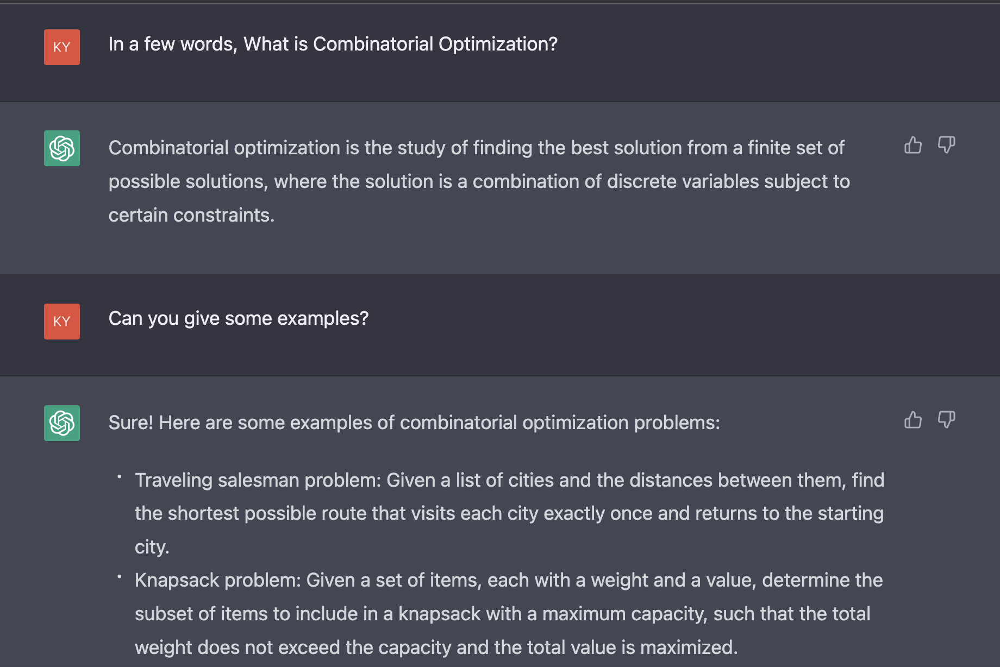 KY
In a few words, What is Combinatorial Optimization?
Combinatorial optimization is the study of finding the best solution from a finite set of
possible solutions, where the solution is a combination of discrete variables subject to
certain constraints.
KY
Can you give some examples?
Sure! Here are some examples of combinatorial optimization problems:
• Traveling salesman problem: Given a list of cities and the distances between them, find
the shortest possible route that visits each city exactly once and returns to the starting
city.
• Knapsack problem: Given a set of items, each with a weight and a value, determine the
subset of items to include in a knapsack with a maximum capacity, such that the total
weight does not exceed the capacity and the total value is maximized.